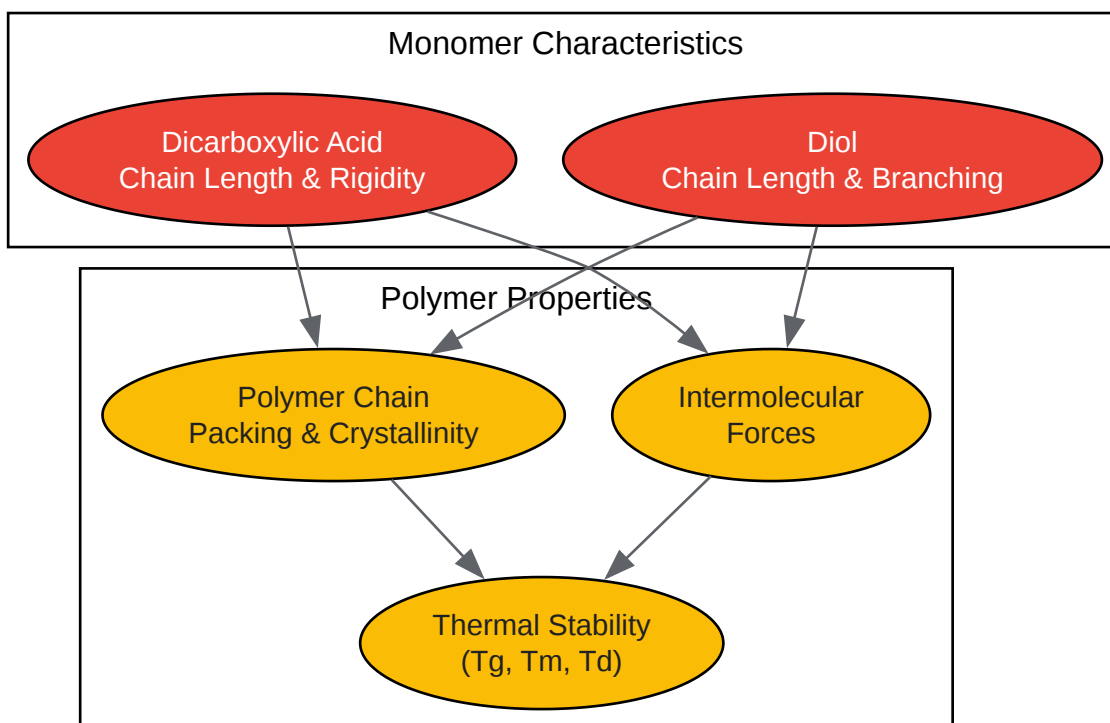 Monomer Characteristics
Dicarboxylic Acid
Chain Length & Rigidity
Diol
Chain Length & Branching
Polymer Properties
Polymer Chain
Packing & Crystallinity
Intermolecular
Forces
Thermal Stability
(Tg, Tm, Td)